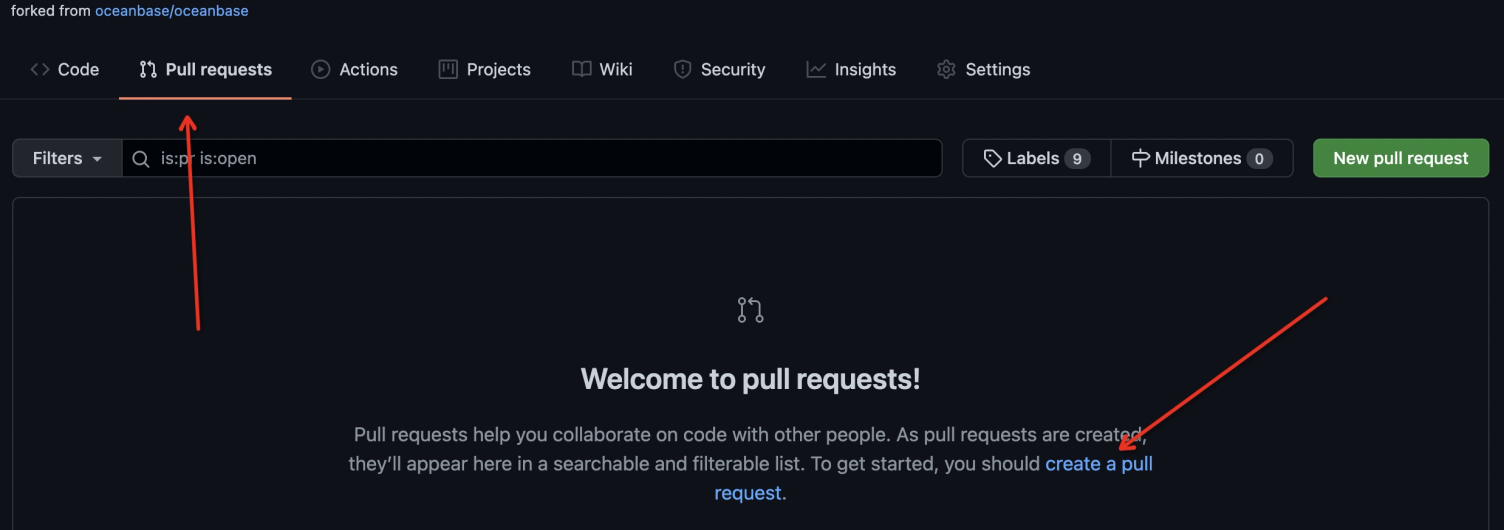 forked from oceanbase/oceanbase
Code Pull requests Actions Projects Wiki Security Insights Settings
Filters is:pr is:open Labels 9 Milestones 0 New pull request
Welcome to pull requests!
Pull requests help you collaborate on code with other people. As pull requests are created,
they’ll appear here in a searchable and filterable list. To get started, you should create a pull
request.